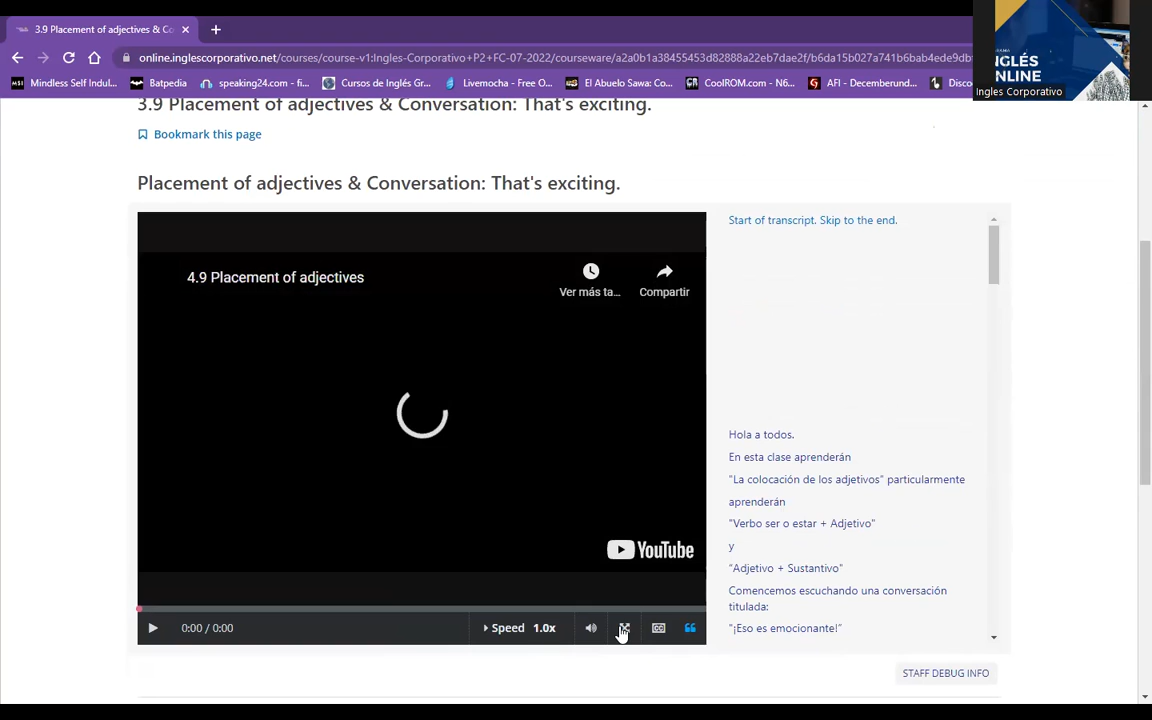 3.9 Placement of adjectives & Co
online.inglescorporativo.net/courses/course-v1:Ingles-Corporativo+P2+FC-07-2022/courseware/a2a0b1a38455453d82888a22eb7dae2f/b6da15b027a741b6bab4ede9db
Mindless Self Indul...
Batpedia
speaking24.com - fi...
Cursos de Inglés Gr...
Livemocha - Free O...
El Abuelo Sawa: Co...
CoolROM.com - N6...
AFI - Decemberund...
Disco
NGLÉS
ONLINE
Ingles Corporativo
3.9 Placement of adjectives & Conversation: That's exciting.
Bookmark this page
Placement of adjectives & Conversation: That's exciting.
4.9 Placement of adjectives
Ver más ta...
Compartir
YouTube
0:00 / 0:00
Speed 1.0x
CC
Start of transcript. Skip to the end.
Hola a todos.
En esta clase aprenderán
"La colocación de los adjetivos" particularmente
aprenderán
"Verbo ser o estar + Adjetivo"
y
"Adjetivo + Sustantivo"
Comencemos escuchando una conversación
titulada:
"¡Eso es emocionante!"
STAFF DEBUG INFO